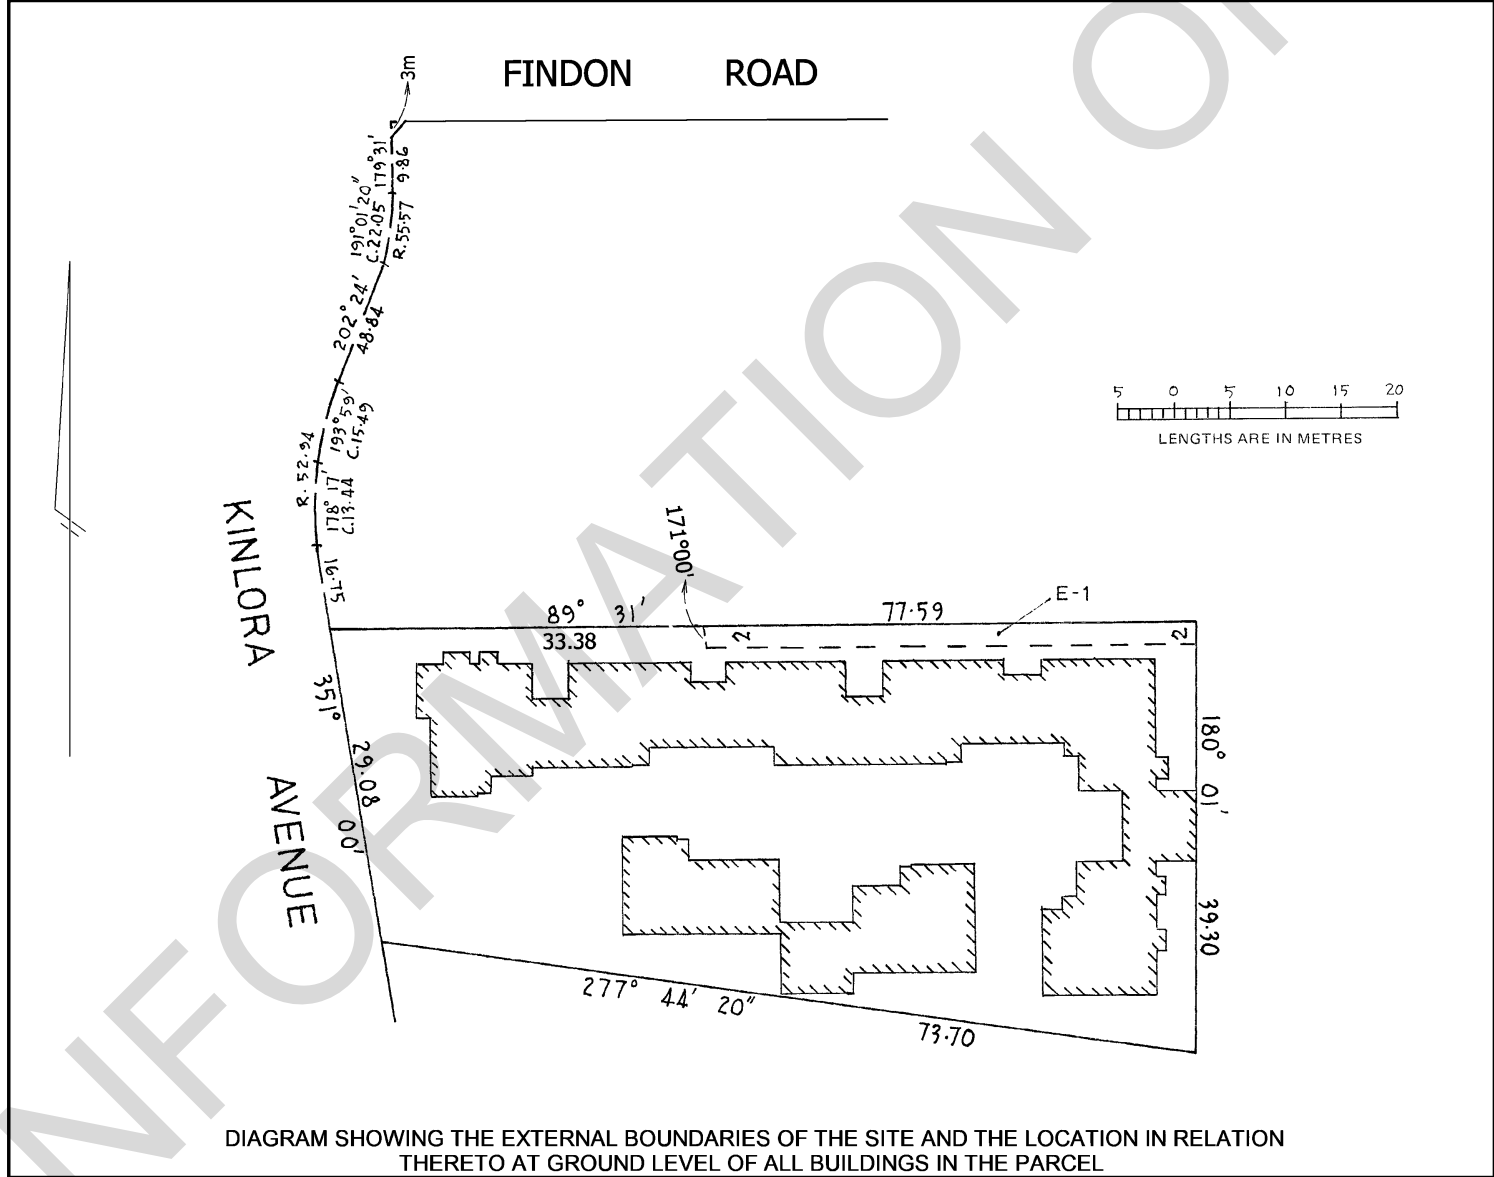 FINDON ROAD
3m
179°31'
9.86
191°01'20"
C.22.05
R.55.57
202° 24'
48.84
193° 59'
C.15.49
R. 52.94
178° 17'
C.13.44
16.75
KINLORA
AVENUE
5 0 5 10 15 20
LENGTHS ARE IN METRES
171°00'
E-1
89° 31'
77.59
33.38
2
2
351°
29.08
00'
180°
01'
39.30
277° 44' 20"
73.70
NFORMATION O
DIAGRAM SHOWING THE EXTERNAL BOUNDARIES OF THE SITE AND THE LOCATION IN RELATION
THERETO AT GROUND LEVEL OF ALL BUILDINGS IN THE PARCEL